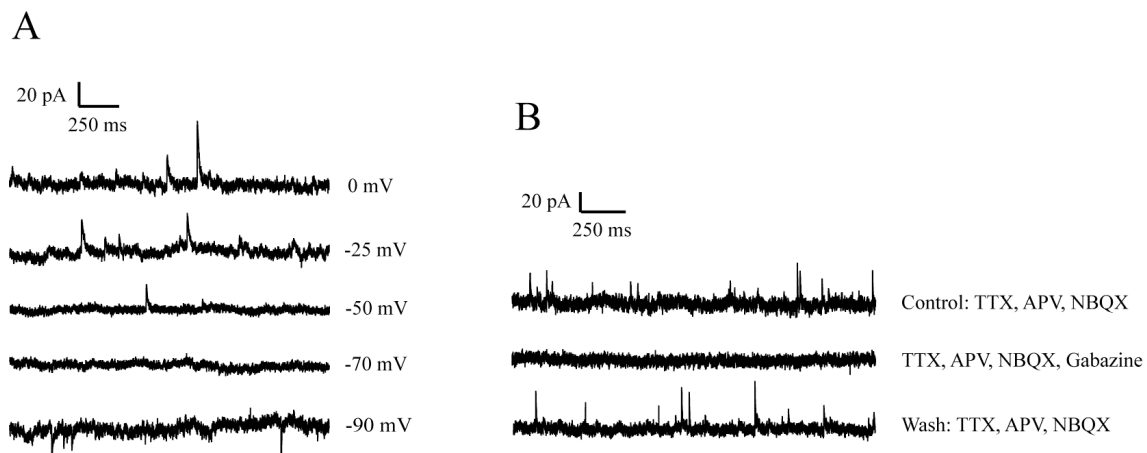 A
20 pA
250 ms
0 mV
-25 mV
-50 mV
-70 mV
-90 mV
B
20 pA
250 ms
Control: TTX, APV, NBQX
TTX, APV, NBQX, Gabazine
Wash: TTX, APV, NBQX